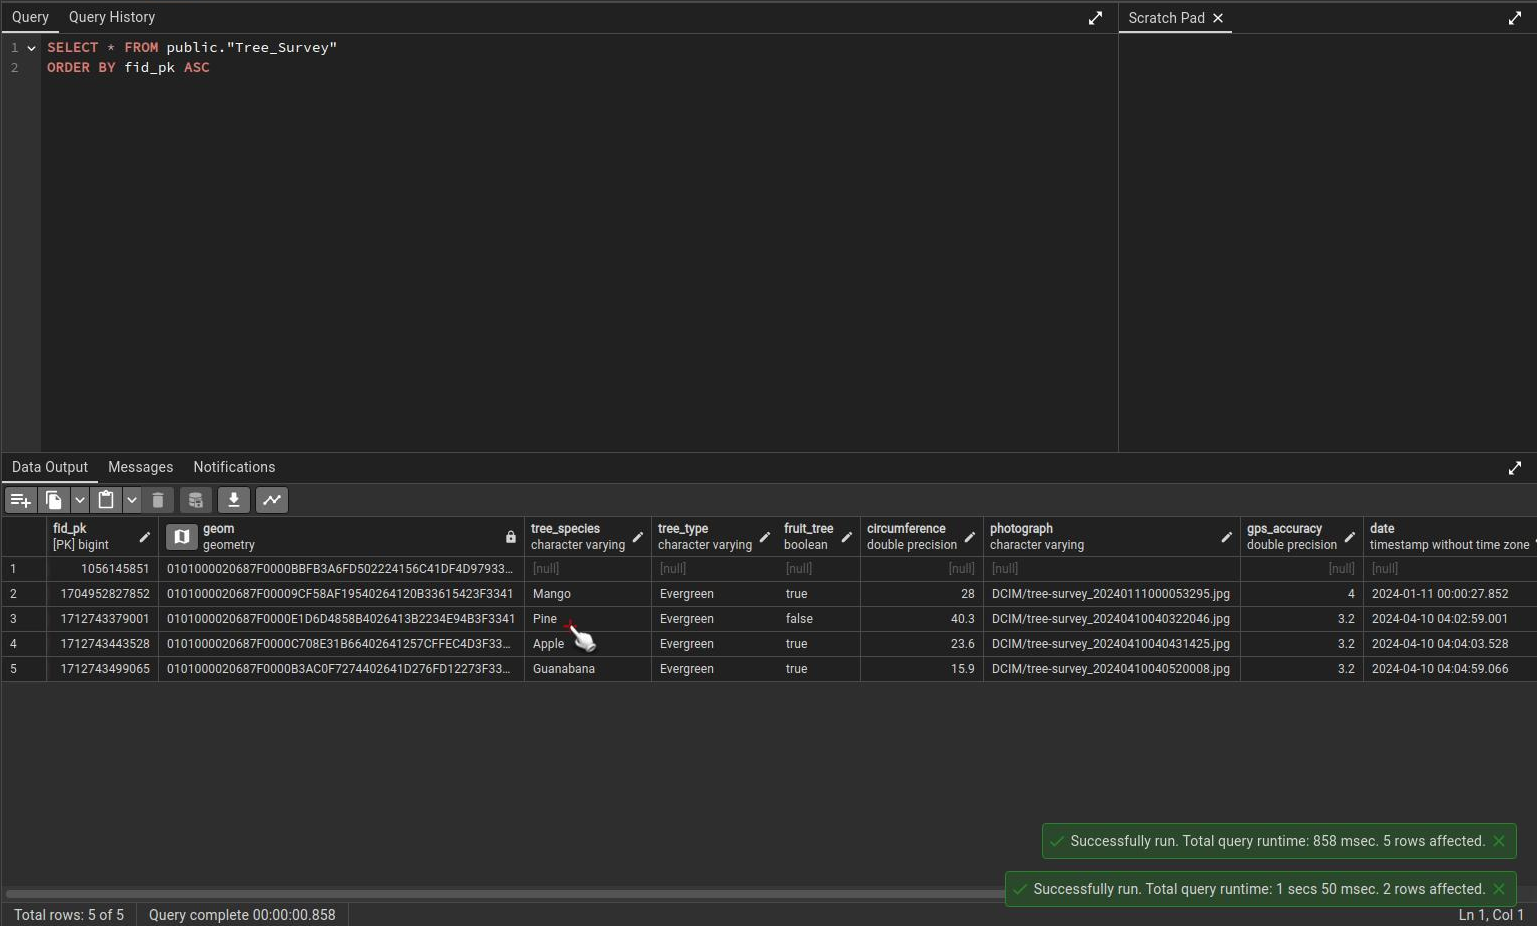 Query Query History
Scratch Pad
1 SELECT * FROM public."Tree_Survey"
2 ORDER BY fid_pk ASC
Data Output Messages Notifications
fid_pk geom tree_species tree_type fruit_tree circumference photograph gps_accuracy date
[PK] bigint geometry character varying character varying boolean double precision character varying double precision timestamp without time zone
1 1056145851 0101000020687F0000BBFB3A6FD502224156C41DF4D97933... [null] [null] [null] [null] [null] [null] [null]
2 1704952827852 0101000020687F00009CF58AF19540264120B33615423F3341 Mango Evergreen true 28 DCIM/tree-survey_20240111000053295.jpg 4 2024-01-11 00:00:27.852
3 1712743379001 0101000020687F0000E1D6D4858B4026413B2234E94B3F3341 Pine Evergreen false 40.3 DCIM/tree-survey_20240410040322046.jpg 3.2 2024-04-10 04:02:59.001
4 1712743443528 0101000020687F0000C708E31B66402641257CFFEC4D3F33... Apple Evergreen true 23.6 DCIM/tree-survey_20240410040431425.jpg 3.2 2024-04-10 04:04:03.528
5 1712743499065 0101000020687F0000B3AC0F7274402641D276FD12273F33... Guanabana Evergreen true 15.9 DCIM/tree-survey_20240410040520008.jpg 3.2 2024-04-10 04:04:59.066
Successfully run. Total query runtime: 858 msec. 5 rows affected.
Successfully run. Total query runtime: 1 secs 50 msec. 2 rows affected.
Total rows: 5 of 5 Query complete 00:00:00.858 Ln 1, Col 1